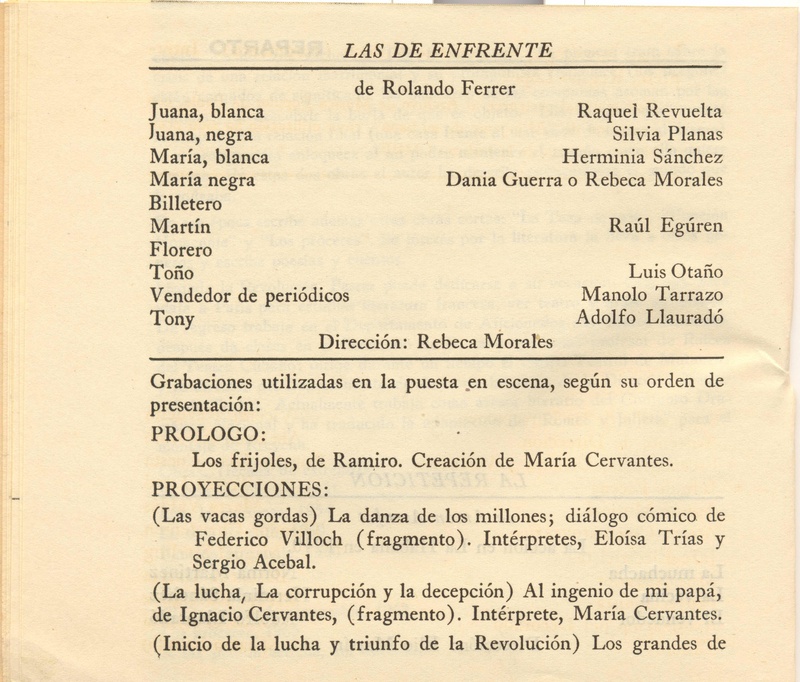 LAS DE ENFRENTE
de Rolando Ferrer
Juana, blanca Raquel Revuelta
Juana, negra Silvia Planas
María, blanca Herminia Sánchez
María negra Dania Guerra o Rebeca Morales
Billetero
Martín Raúl Egúren
Florero
Toño Luis Otaño
Vendedor de periódicos Manolo Tarrazo
Tony Adolfo Llauradó
Dirección: Rebeca Morales
Grabaciones utilizadas en la puesta en escena, según su orden de
presentación:
PROLOGO:
Los frijoles, de Ramiro. Creación de María Cervantes.
PROYECCIONES:
(Las vacas gordas) La danza de los millones; diálogo cómico de
Federico Villoch (fragmento). Intérpretes, Eloísa Trías y
Sergio Acebal.
(La lucha, La corrupción y la decepción) Al ingenio de mi papá,
de Ignacio Cervantes, (fragmento). Intérprete, María Cervantes.
(Inicio de la lucha y triunfo de la Revolución) Los grandes de